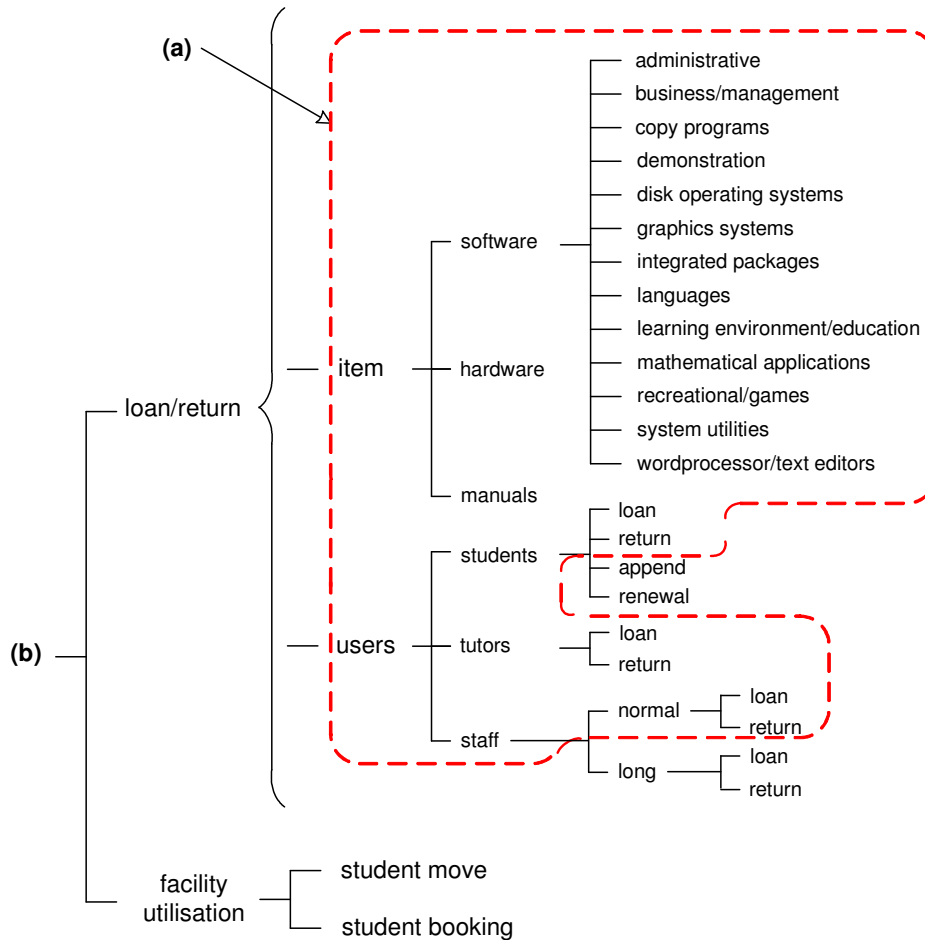 (a)
administrative
business/management
copy programs
demonstration
disk operating systems
software
graphics systems
integrated packages
languages
learning environment/education
item
hardware
mathematical applications
recreational/games
loan/return
system utilities
wordprocessor/text editors
manuals
loan
return
students
append
renewal
(b)
users
tutors
loan
return
staff
normal
loan
return
long
loan
return
facility
utilisation
student move
student booking